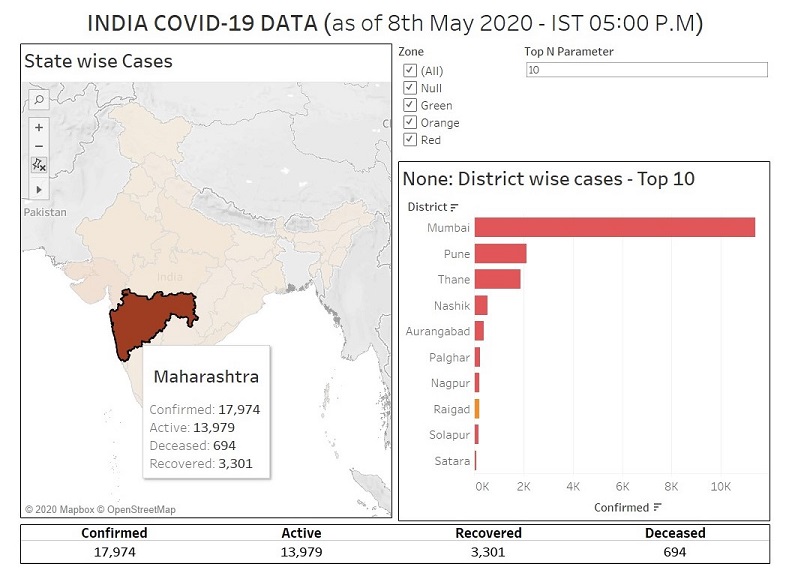 INDIA COVID-19 DATA (as of 8th May 2020 - IST 05:00 P.M)
State wise Cases
Pakistan
India
Maharashtra
Confirmed: 17,974
Active: 13,979
Deceased: 694
Recovered: 3,301
© 2020 Mapbox © OpenStreetMap
Zone
(All)
Null
Green
Orange
Red
Top N Parameter
10
None: District wise cases - Top 10
District
Mumbai
Pune
Thane
Nashik
Aurangabad
Palghar
Nagpur
Raigad
Solapur
Satara
0K 2K 4K 6K 8K 10K
Confirmed
Confirmed Active Recovered Deceased
17,974 13,979 3,301 694